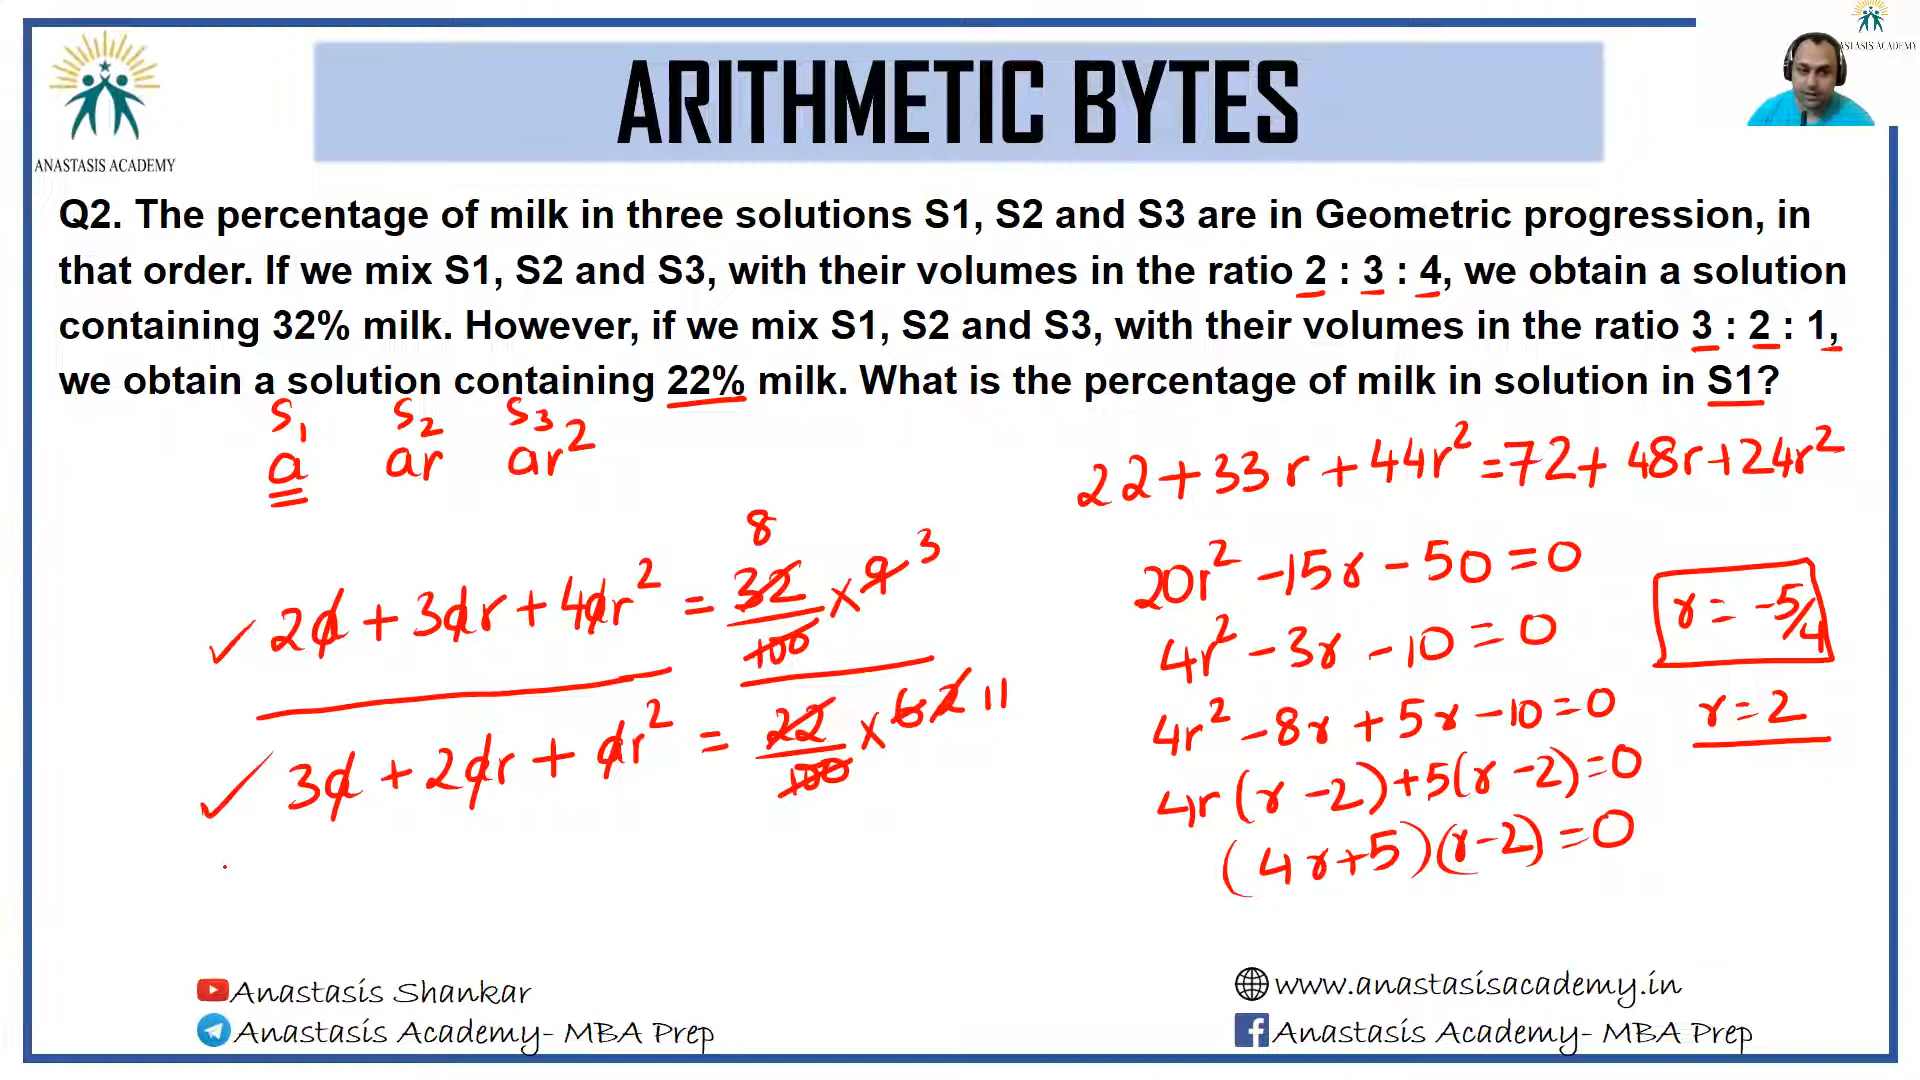 ARITHMETIC BYTES
ANASTASIS ACADEMY
Q2. The percentage of milk in three solutions S1, S2 and S3 are in Geometric progression, in
that order. If we mix S1, S2 and S3, with their volumes in the ratio 2 : 3 : 4, we obtain a solution
containing 32% milk. However, if we mix S1, S2 and S3, with their volumes in the ratio 3 : 2 : 1,
we obtain a solution containing 22% milk. What is the percentage of milk in solution in S1?
S1 S2 S3
a ar ar²
8
2a + 3ar + 4ar² = 32/100 × 9 3
3a + 2ar + ar² = 22/100 × 6 2 11
22 + 33r + 44r² = 72 + 48r + 24r²
20r² - 15r - 50 = 0
4r² - 3r - 10 = 0
4r² - 8r + 5r - 10 = 0
4r(r - 2) + 5(r - 2) = 0
(4r + 5)(r - 2) = 0
r = -5/4
r = 2
Anastasis Shankar
Anastasis Academy- MBA Prep
www.anastasisacademy.in
Anastasis Academy- MBA Prep